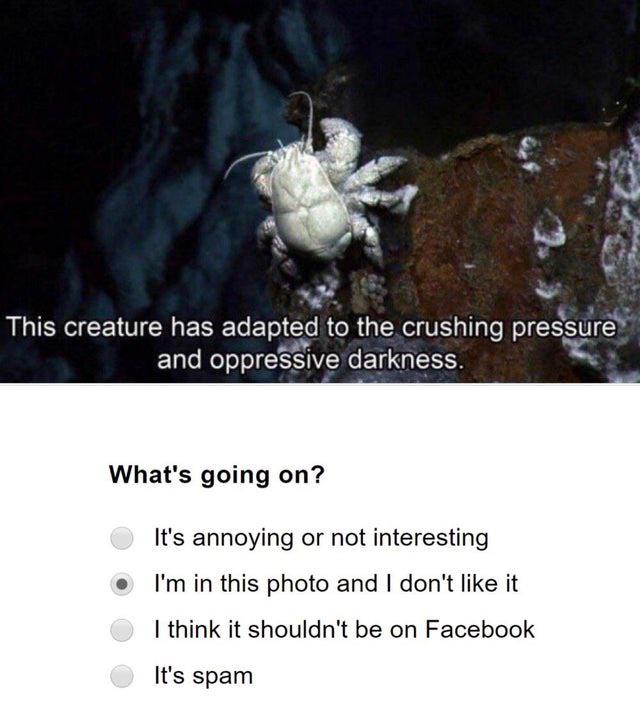 This creature has adapted to the crushing pressure
and oppressive darkness.
What's going on?
It's annoying or not interesting
I'm in this photo and I don't like it
I think it shouldn't be on Facebook
It's spam